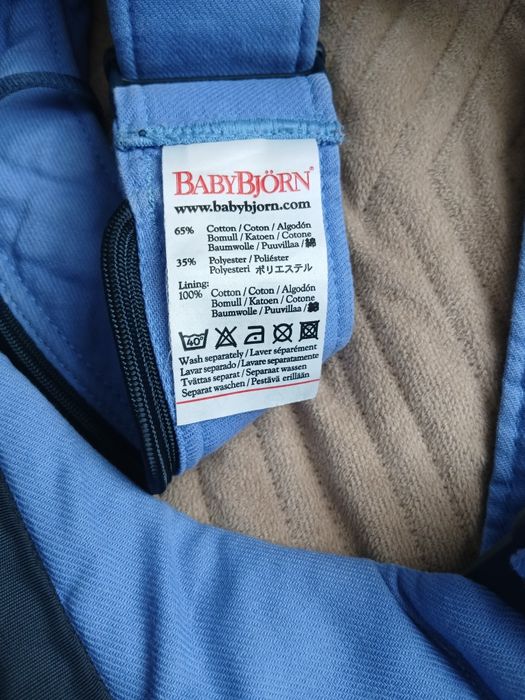 BABYBJÖRN®
www.babybjorn.com
65% Cotton / Coton / Algodón
Bomull / Katoen / Cotone
Baumwolle / Puuvillaa / 綿
35% Polyester / Poliéster
Polyesteri ポリエステル
Lining:
100% Cotton / Coton / Algodón
Bomull / Katoen / Cotone
Baumwolle / Puuvillaa / 綿
40°
Wash separately / Laver séparément
Lavar separado / Lavare separatamente
Tvättas separat / Separaat wassen
Separat waschen / Pestävä erillään